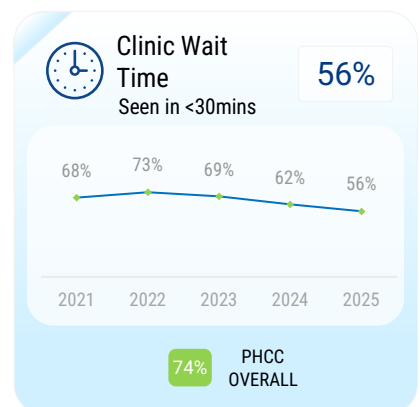 Clinic Wait
Time
Seen in <30mins
56%
68%
73%
69%
62%
56%
2021
2022
2023
2024
2025
74%
PHCC
OVERALL